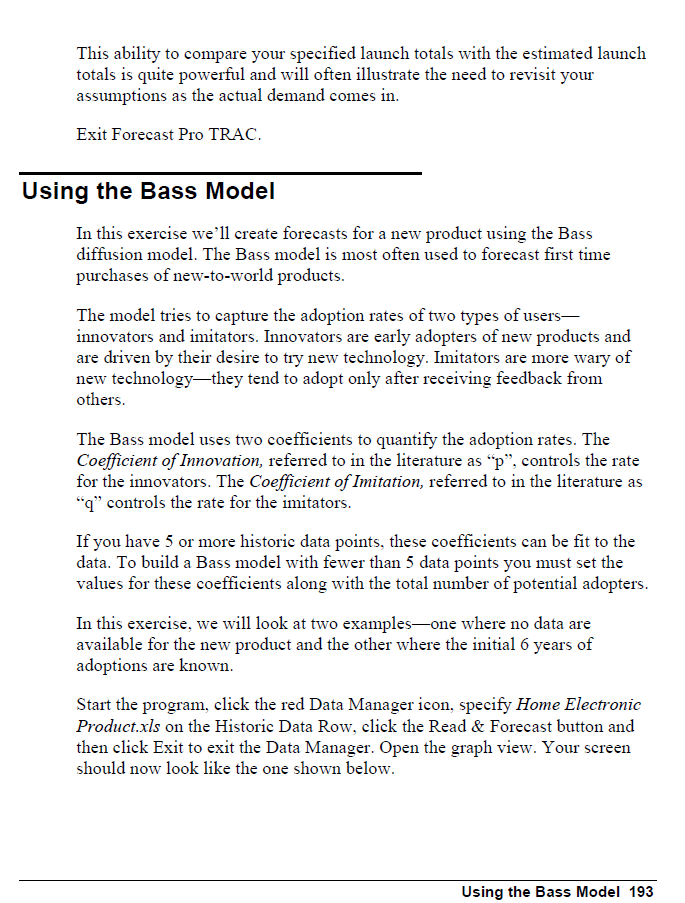 This ability to compare your specified launch totals with the estimated launch
totals is quite powerful and will often illustrate the need to revisit your
assumptions as the actual demand comes in.
Exit Forecast Pro TRAC.
Using the Bass Model
In this exercise we’ll create forecasts for a new product using the Bass
diffusion model. The Bass model is most often used to forecast first time
purchases of new-to-world products.
The model tries to capture the adoption rates of two types of users—
innovators and imitators. Innovators are early adopters of new products and
are driven by their desire to try new technology. Imitators are more wary of
new technology—they tend to adopt only after receiving feedback from
others.
The Bass model uses two coefficients to quantify the adoption rates. The
Coefficient of Innovation, referred to in the literature as “p”, controls the rate
for the innovators. The Coefficient of Imitation, referred to in the literature as
“q” controls the rate for the imitators.
If you have 5 or more historic data points, these coefficients can be fit to the
data. To build a Bass model with fewer than 5 data points you must set the
values for these coefficients along with the total number of potential adopters.
In this exercise, we will look at two examples—one where no data are
available for the new product and the other where the initial 6 years of
adoptions are known.
Start the program, click the red Data Manager icon, specify Home Electronic
Product.xls on the Historic Data Row, click the Read & Forecast button and
then click Exit to exit the Data Manager. Open the graph view. Your screen
should now look like the one shown below.
Using the Bass Model 193